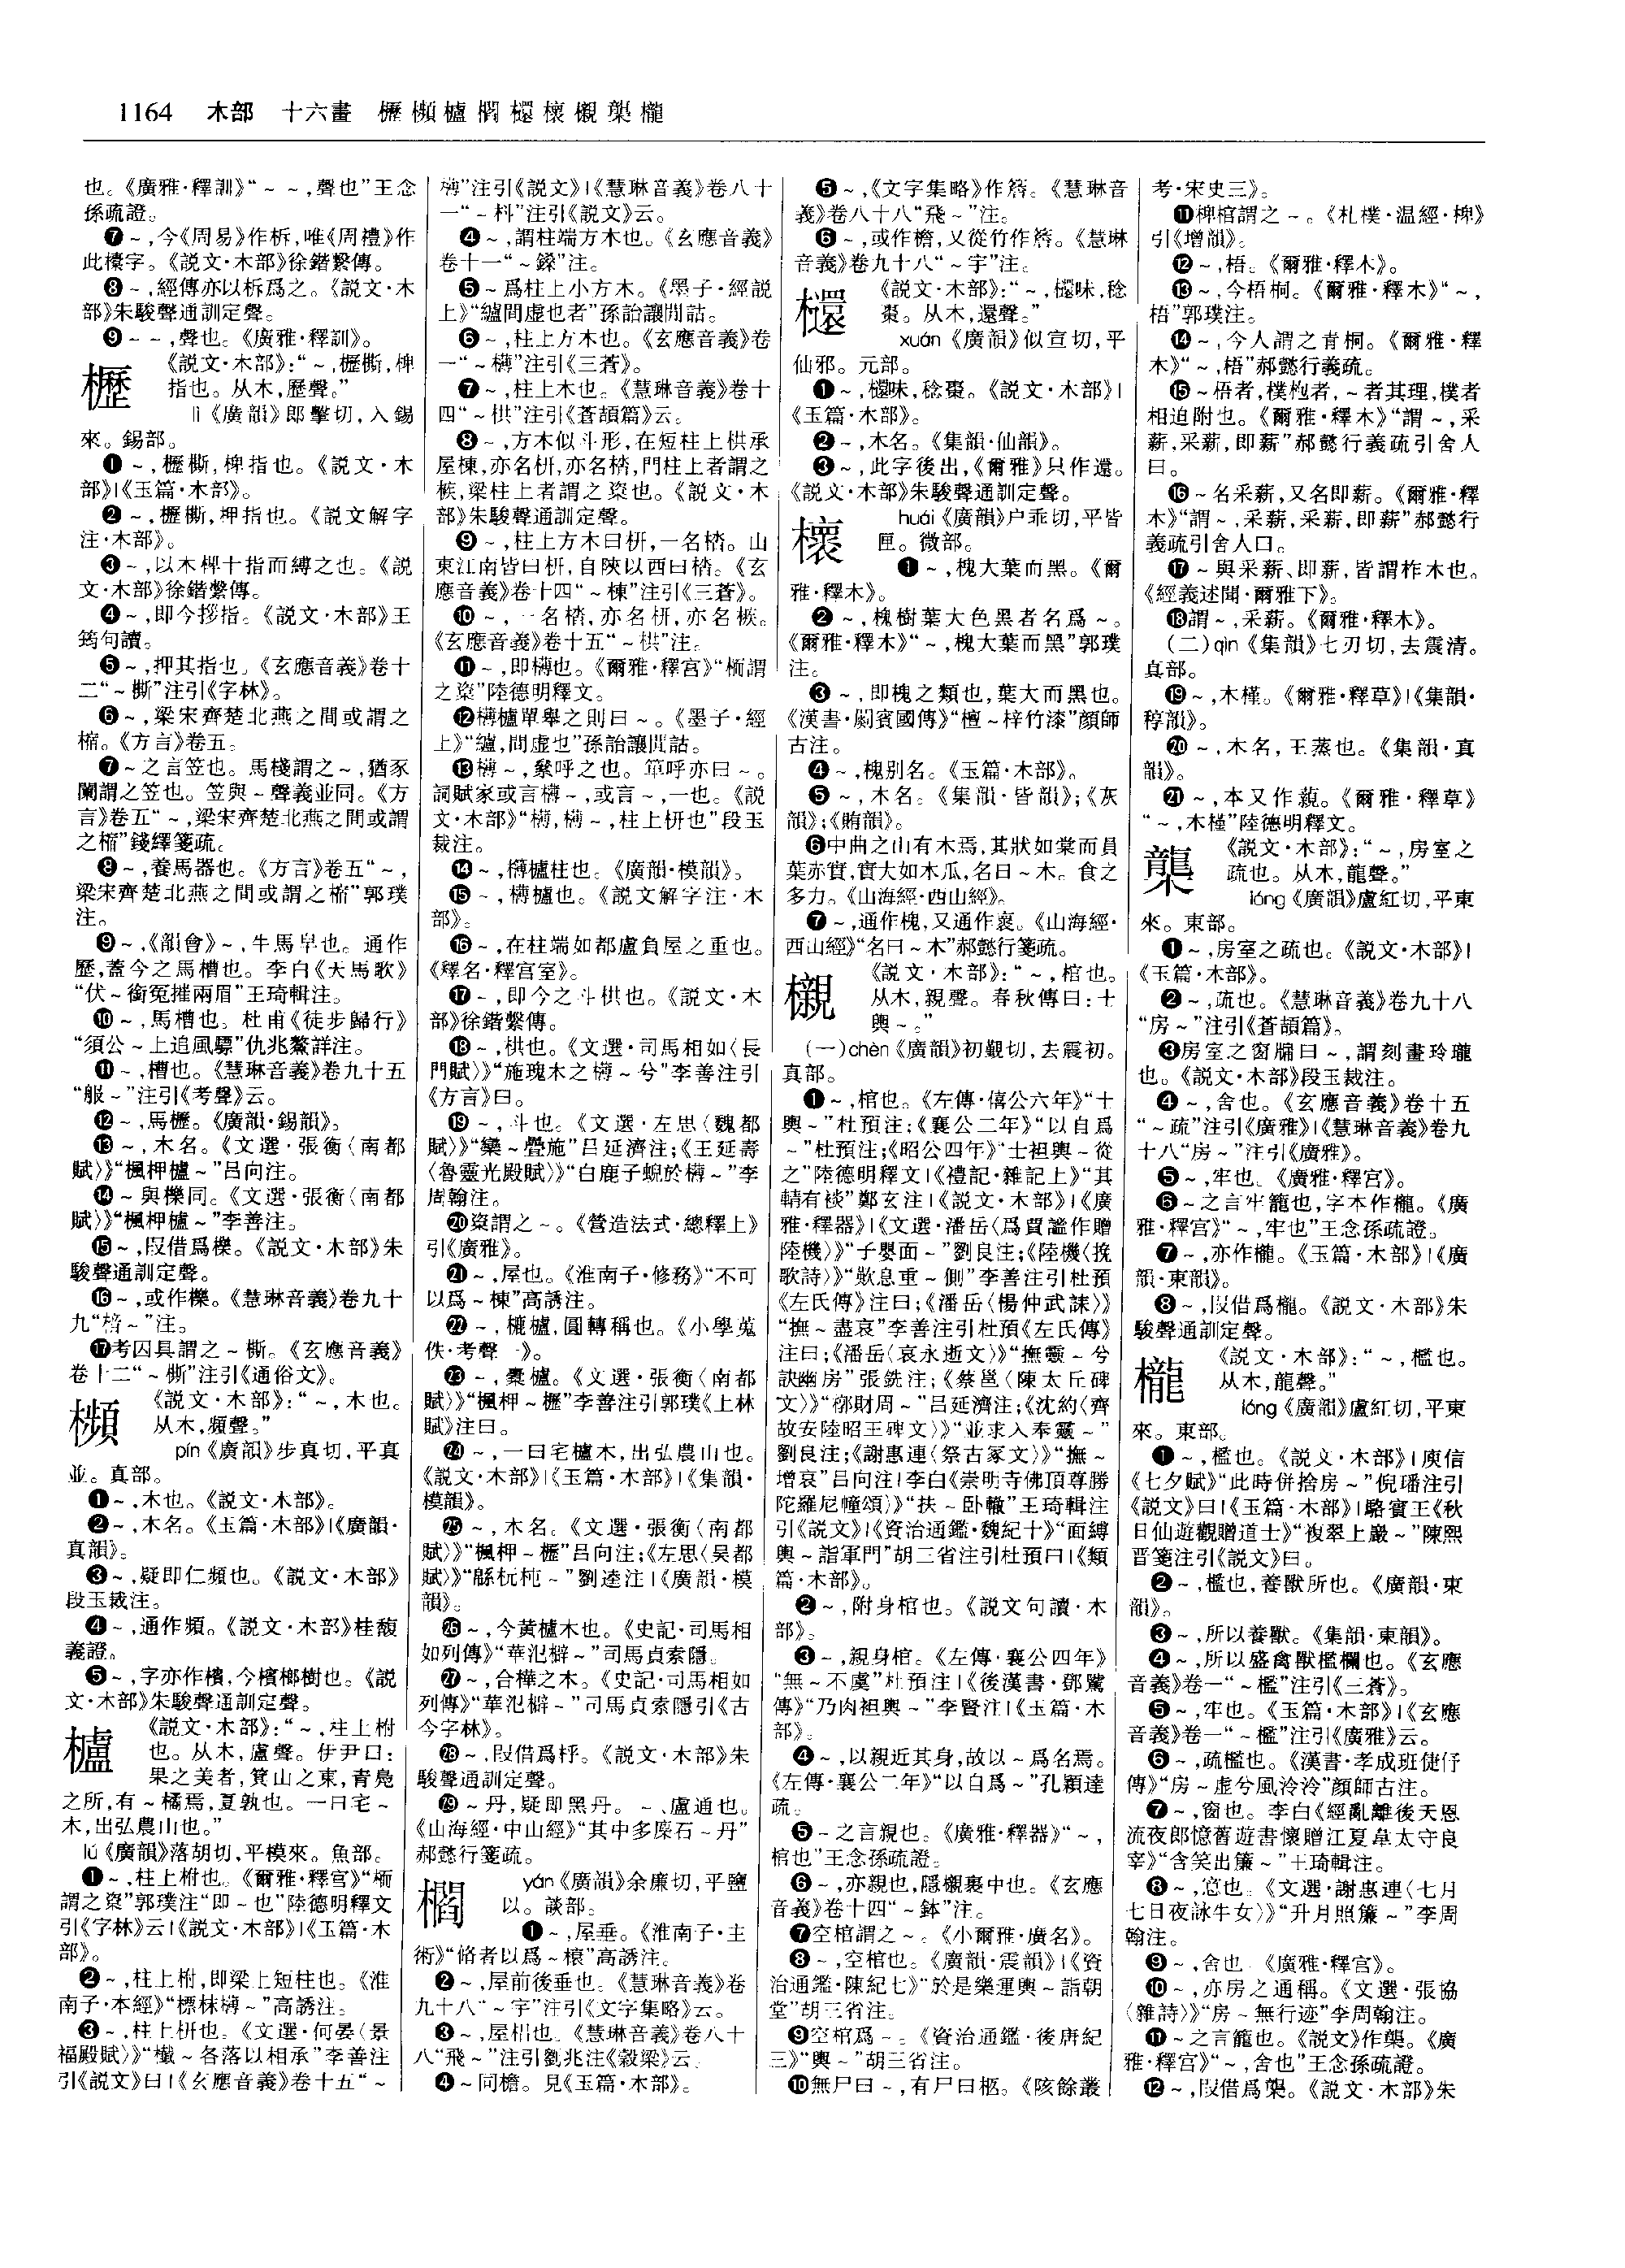 1164 木部 十六畫 櫪櫇櫨櫚櫶櫰櫬櫳
也。《廣雅·釋訓》“~~,聲也”王念
孫疏證。
❼~,今《周易》作柝,唯《周禮》作
此㯓字。《説文·木部》徐鍇繫傳。
❽~,經傳亦以柝爲之。《説文·木
部》朱駿聲通訓定聲。
❾~~,聲也。《廣雅·釋訓》。
櫪
《説文·木部》:“~,櫪㯕,椑
指也。从木,歷聲。”
lì《廣韻》郎擊切,入錫
來。錫部。
❶~,櫪㯕,椑指也。《説文·木
部》|《玉篇·木部》。
❷~,櫪㯕,柙指也。《説文解字
注·木部》。
❸~,以木椑十指而縛之也。《説
文·木部》徐鍇繫傳。
❹~,即今拶指。《説文·木部》王
筠句讀。
❺~,押其指也。《玄應音義》卷十
二“~㯕”注引《字林》。
❻~,梁宋齊楚北燕之間或謂之
樎。《方言》卷五。
❼~之言笠也。馬棧謂之~,猶豕
闌謂之笠也。笠與~聲義並同。《方
言》卷五“~,梁宋齊楚北燕之間或謂
之樎”錢繹箋疏。
❽~,養馬器也。《方言》卷五“~,
梁宋齊楚北燕之間或謂之樎”郭璞
注。
❾~,《韻會》~,牛馬皁也。通作
歷,蓋今之馬槽也。李白《天馬歌》
“伏~銜冤摧兩眉”王琦輯注。
❿~,馬槽也。杜甫《徒步歸行》
“須公~上追風驃”仇兆鰲詳注。
⓫~,槽也。《慧琳音義》卷九十五
“服~”注引《考聲》云。
⓬~,馬櫪。《廣韻·錫韻》。
⓭~,木名。《文選·張衡〈南都
賦〉》“楓柙櫨~”吕向注。
⓮~與櫟同。《文選·張衡〈南都
賦〉》“楓柙櫨~”李善注。
⓯~,叚借爲櫟。《説文·木部》朱
駿聲通訓定聲。
⓰~,或作櫟。《慧琳音義》卷九十
九“棓~”注。
⓱考囚具謂之~㯕。《玄應音義》
卷十二“~㯕”注引《通俗文》。
櫇
《説文·木部》:“~,木也。
从木,頻聲。”
pín《廣韻》步真切,平真
並。真部。
❶~,木也。《説文·木部》。
❷~,木名。《玉篇·木部》|《廣韻·
真韻》。
❸~,疑即仁頻也。《説文·木部》
段玉裁注。
❹~,通作頻。《説文·木部》桂馥
義證。
❺~,字亦作檳,今檳榔樹也。《説
文·木部》朱駿聲通訓定聲。
櫨
《説文·木部》:“~,柱上柎
也。从木,盧聲。伊尹曰:
果之美者,箕山之東,青鳧
之所,有~橘焉,夏孰也。一曰宅~
木,出弘農山也。”
lú《廣韻》落胡切,平模來。魚部。
❶~,柱上柎也。《爾雅·釋宫》“栭
謂之楶”郭璞注“即~也”陸德明釋文
引《字林》云|《説文·木部》|《玉篇·木
部》。
❷~,柱上柎,即梁上短柱也。《淮
南子·本經》“標枺欂~”高誘注。
❸~,柱上枅也。《文選·何晏〈景
福殿賦〉》“櫼~各落以相承”李善注
引《説文》曰|《玄應音義》卷十五“~
欂”注引《説文》|《慧琳音義》卷八十
一“~枓”注引《説文》云。
❹~,謂柱端方木也。《玄應音義》
卷十一“~鐌”注。
❺~爲柱上小方木。《墨子·經説
上》“纑間虚也者”孫詒讓閒詁。
❻~,柱上方木也。《玄應音義》卷
一“~欂”注引《三蒼》。
❼~,柱上木也。《慧琳音義》卷十
四“~栱”注引《蒼頡篇》云。
❽~,方木似斗形,在短柱上栱承
屋棟,亦名枅,亦名㭼,門柱上者謂之
㮞,梁柱上者謂之楶也。《説文·木
部》朱駿聲通訓定聲。
❾~,柱上方木曰枅,一名㭼。山
東江南皆曰枅,自陝以西曰㭼。《玄
應音義》卷十四“~棟”注引《三蒼》。
❿~,一名㭼,亦名枅,亦名㮞。
《玄應音義》卷十五“~栱”注。
⓫~,即欂也。《爾雅·釋宫》“栭謂
之楶”陸德明釋文。
⓬欂櫨單舉之則曰~。《墨子·經
上》“纑,間虚也”孫詒讓閒詁。
⓭欂~,絫呼之也。單呼亦曰~。
詞賦家或言欂~,或言~,一也。《説
文·木部》“欂,欂~,柱上枅也”段玉
裁注。
⓮~,欂櫨柱也。《廣韻·模韻》。
⓯~,欂櫨也。《説文解字注·木
部》。
⓰~,在柱端如都盧負屋之重也。
《釋名·釋宫室》。
⓱~,即今之斗栱也。《説文·木
部》徐鍇繫傳。
⓲~,栱也。《文選·司馬相如〈長
門賦〉》“施瑰木之欂~兮”李善注引
《方言》曰。
⓳~,斗也。《文選·左思〈魏都
賦〉》“欒~疊施”吕延濟注;《王延壽
〈魯靈光殿賦〉》“白鹿孑蜺於欂~”李
周翰注。
⓴楶謂之~。《營造法式·總釋上》
引《廣雅》。
㉑~,屋也。《淮南子·修務》“不可
以爲~棟”高誘注。
㉒~,樚櫨,圓轉稱也。《小學蒐
佚·考聲一》。
㉓~,橐櫨。《文選·張衡〈南都
賦〉》“楓柙~櫪”李善注引郭璞《上林
賦》注曰。
㉔~,一曰宅櫨木,出弘農山也。
《説文·木部》|《玉篇·木部》|《集韻·
模韻》。
㉕~,木名。《文選·張衡〈南都
賦〉》“楓柙~櫪”吕向注;《左思〈吴都
賦〉》“緜杬杶~”劉逵注|《廣韻·模
韻》。
㉖~,今黄櫨木也。《史記·司馬相
如列傳》“華氾檘~”司馬貞索隱。
㉗~,合樺之木。《史記·司馬相如
列傳》“華氾檘~”司馬貞索隱引《古
今字林》。
㉘~,叚借爲杍。《説文·木部》朱
駿聲通訓定聲。
㉙~丹,疑即黑丹。~、盧通也。
《山海經·中山經》“其中多㻬石~丹”
郝懿行箋疏。
櫚
yán《廣韻》余廉切,平鹽
以。談部。
❶~,屋垂。《淮南子·主
術》“脩者以爲~榱”高誘注。
❷~,屋前後垂也。《慧琳音義》卷
九十八“~宇”注引《文字集略》云。
❸~,屋梠也。《慧琳音義》卷八十
八“飛~”注引劉兆注《穀梁》云。
❹~同檐。見《玉篇·木部》。
❺~,《文字集略》作簷。《慧琳音
義》卷八十八“飛~”注。
❻~,或作檐,又從竹作簷。《慧琳
音義》卷九十八“~宇”注。
檈
《説文·木部》:“~,檈味,稔
棗。从木,還聲。”
xuán《廣韻》似宣切,平
仙邪。元部。
❶~,檈味,稔棗。《説文·木部》|
《玉篇·木部》。
❷~,木名。《集韻·仙韻》。
❸~,此字後出,《爾雅》只作還。
《説文·木部》朱駿聲通訓定聲。
櫰
huái《廣韻》户乖切,平皆
匣。微部。
❶~,槐大葉而黑。《爾
雅·釋木》。
❷~,槐樹葉大色黑者名爲~。
《爾雅·釋木》“~,槐大葉而黑”郭璞
注。
❸~,即槐之類也,葉大而黑也。
《漢書·罽賓國傳》“檀~梓竹漆”顔師
古注。
❹~,槐别名。《玉篇·木部》。
❺~,木名。《集韻·皆韻》;《灰
韻》;《賄韻》。
❻中曲之山有木焉,其狀如棠而員
葉赤實,實大如木瓜,名曰~木。食之
多力。《山海經·西山經》。
❼~,通作槐,又通作褱。《山海經·
西山經》“名曰~木”郝懿行箋疏。
櫬
《説文·木部》:“~,棺也。
从木,親聲。春秋傳曰:士
輿~。”
(一)chèn《廣韻》初覲切,去震初。
真部。
❶~,棺也。《左傳·僖公六年》“士
輿~”杜預注;《襄公二年》“以自爲
~”杜預注;《昭公四年》“士袒輿~從
之”陸德明釋文|《禮記·雜記上》“其
輤有裧”鄭玄注|《説文·木部》|《廣
雅·釋器》|《文選·潘岳〈爲賈謐作贈
陸機〉》“子嬰面~”劉良注;《陸機〈挽
歌詩〉》“歎息重~側”李善注引杜預
《左氏傳》注曰;《潘岳〈楊仲武誄〉》
“撫~盡哀”李善注引杜預《左氏傳》
注曰;《潘岳〈哀永逝文〉》“撫靈~兮
訣幽房”張銑注;《蔡邕〈陳太丘碑
文〉》“郤財周~”吕延濟注;《沈約〈齊
故安陸昭王碑文〉》“並求入奉靈~”
劉良注;《謝惠連〈祭古冢文〉》“撫~
增哀”吕向注|李白《崇明寺佛頂尊勝
陀羅尼幢頌〉》“扶~卧轍”王琦輯注
引《説文》|《資治通鑑·魏紀十》“面縛
輿~詣軍門”胡三省注引杜預曰|《類
篇·木部》。
❷~,附身棺也。《説文句讀·木
部》。
❸~,親身棺。《左傳·襄公四年》
“無~不虞”杜預注|《後漢書·鄧騭
傳》“乃肉袒輿~”李賢注|《玉篇·木
部》。
❹~,以親近其身,故以~爲名焉。
《左傳·襄公二年》“以自爲~”孔穎達
疏。
❺~之言親也。《廣雅·釋器》“~,
棺也”王念孫疏證。
❻~,亦親也,隱櫬裹中也。《玄應
音義》卷十四“~鉢”注。
❼空棺謂之~。《小爾雅·廣名》。
❽~,空棺也。《廣韻·震韻》|《資
治通鑑·陳紀七》“於是樂運輿~詣朝
堂”胡三省注。
❾空棺爲~。《資治通鑑·後唐紀
三》“輿~”胡三省注。
❿無尸曰~,有尸曰柩。《陔餘叢
考·宋史三》。
⓫椑棺謂之~。《札樸·温經·椑》
引《增韻》。
⓬~,梧。《爾雅·釋木》。
⓭~,今梧桐。《爾雅·釋木》“~,
梧”郭璞注。
⓮~,今人謂之青桐。《爾雅·釋
木》“~,梧”郝懿行義疏。
⓯~梧者,樸枹者,~者其理,樸者
相迫附也。《爾雅·釋木》“謂~,采
薪,采薪,即薪”郝懿行義疏引舍人
曰。
⓰~名采薪,又名即薪。《爾雅·釋
木》“謂~,采薪,采薪,即薪”郝懿行
義疏引舍人曰。
⓱~與采薪、即薪,皆謂柞木也。
《經義述聞·爾雅下》。
⓲謂~,采薪。《爾雅·釋木》。
(二)qìn《集韻》七刃切,去震清。
真部。
⓳~,木槿。《爾雅·釋草》|《集韻·
稕韻》。
⓴~,木名,王蒸也。《集韻·真
韻》。
㉑~,本又作藽。《爾雅·釋草》
“~,木槿”陸德明釋文。
龒
《説文·木部》:“~,房室之
疏也。从木,龍聲。”
lóng《廣韻》盧紅切,平東
來。東部。
❶~,房室之疏也。《説文·木部》|
《玉篇·木部》。
❷~,疏也。《慧琳音義》卷九十八
“房~”注引《蒼頡篇》。
❸房室之窗牖曰~,謂刻畫玲瓏
也。《説文·木部》段玉裁注。
❹~,舍也。《玄應音義》卷十五
“~疏”注引《廣雅》|《慧琳音義》卷九
十八“房~”注引《廣雅》。
❺~,牢也。《廣雅·釋宫》。
❻~之言牢籠也,字本作櫳。《廣
雅·釋宫》“~,牢也”王念孫疏證。
❼~,亦作櫳。《玉篇·木部》|《廣
韻·東韻》。
❽~,叚借爲櫳。《説文·木部》朱
駿聲通訓定聲。
櫳
《説文·木部》:“~,檻也。
从木,龍聲。”
lóng《廣韻》盧紅切,平東
來。東部。
❶~,檻也。《説文·木部》|庾信
《七夕賦》“此時併捨房~”倪璠注引
《説文》曰|《玉篇·木部》|駱賓王《秋
日仙遊觀贈道士》“複翠上巖~”陳熙
晋箋注引《説文》曰。
❷~,檻也,養獸所也。《廣韻·東
韻》。
❸~,所以養獸。《集韻·東韻》。
❹~,所以盛禽獸檻欄也。《玄應
音義》卷一“~檻”注引《三蒼》。
❺~,牢也。《玉篇·木部》|《玄應
音義》卷一“~檻”注引《廣雅》云。
❻~,疏檻也。《漢書·孝成班倢伃
傳》“房~虚兮風泠泠”顔師古注。
❼~,窗也。李白《經亂離後天恩
流夜郎憶舊遊書懷贈江夏韋太守良
宰》“含笑出簾~”王琦輯注。
❽~,窓也。《文選·謝惠連〈七月
七日夜詠牛女〉》“升月照簾~”李周
翰注。
❾~,舍也。《廣雅·釋宫》。
❿~,亦房之通稱。《文選·張協
〈雜詩〉》“房~無行迹”李周翰注。
⓫~之言籠也。《説文》作龒。《廣
雅·釋宫》“~,舍也”王念孫疏證。
⓬~,叚借爲龒。《説文·木部》朱